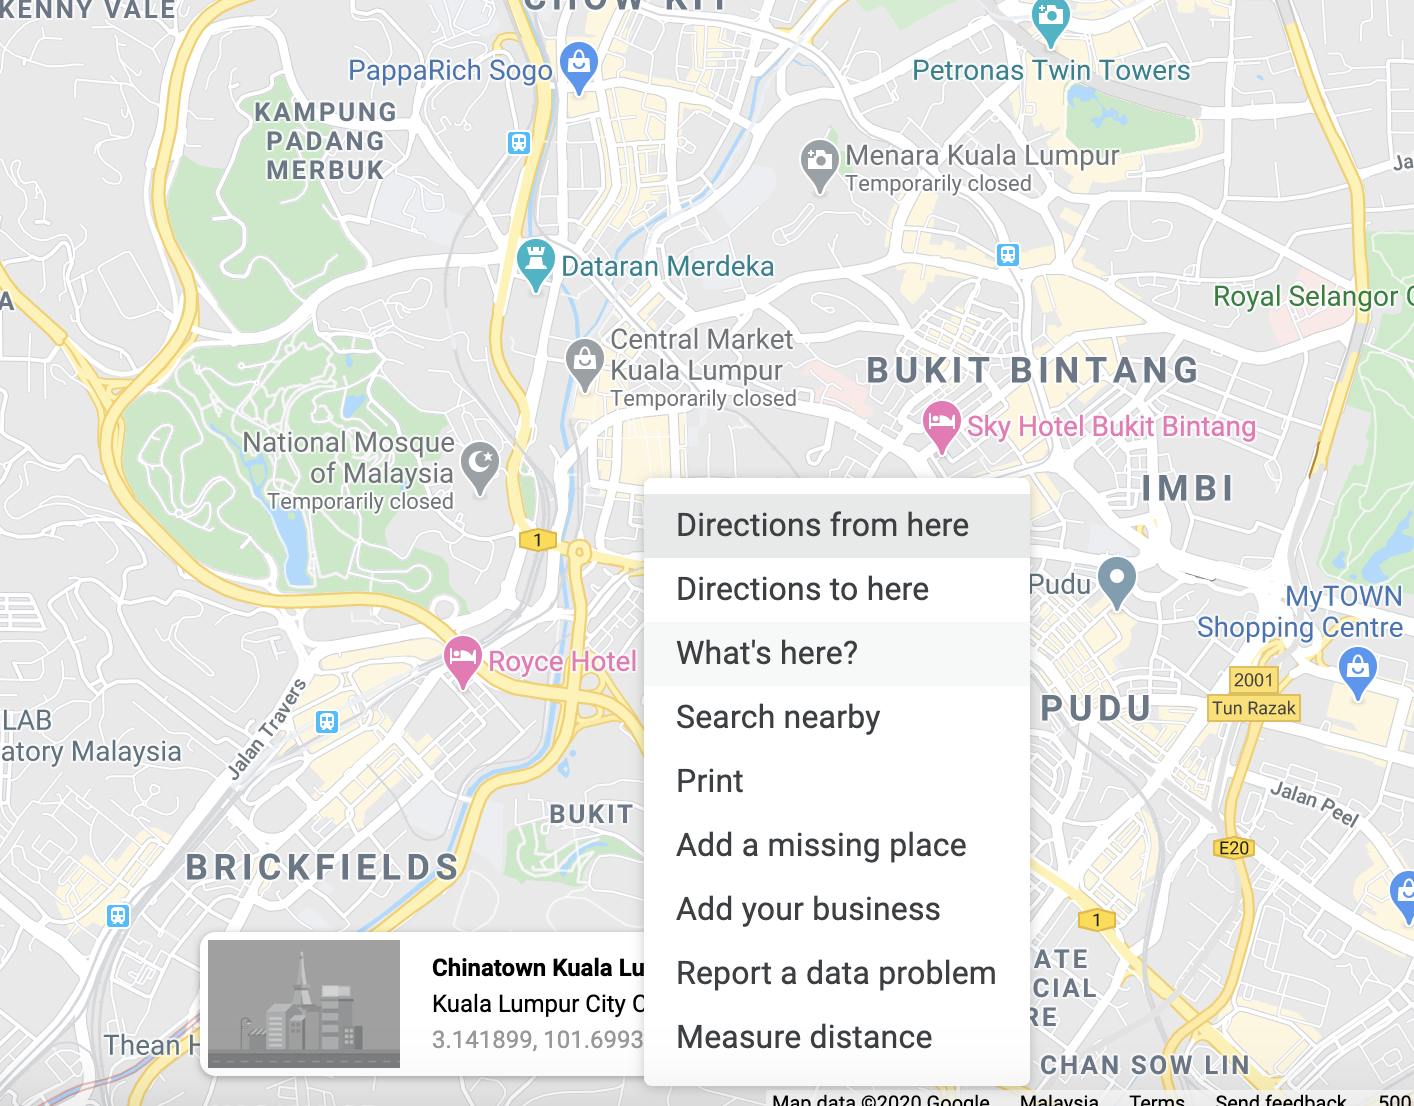 KENNY VALE
CHOW KIT
PappaRich Sogo
Petronas Twin Towers
KAMPUNG
PADANG
MERBUK
Menara Kuala Lumpur
Temporarily closed
Ja
Dataran Merdeka
A
Royal Selangor
Central Market
Kuala Lumpur
Temporarily closed
BUKIT BINTANG
Sky Hotel Bukit Bintang
National Mosque
of Malaysia
Temporarily closed
IMBI
1
Directions from here
Directions to here
What's here?
Search nearby
Print
Add a missing place
Add your business
Report a data problem
Measure distance
Pudu
MyTOWN
Shopping Centre
Royce Hotel
2001
Tun Razak
PUDU
LAB
atory Malaysia
Jalan Travers
Jalan Peel
BUKIT
E20
BRICKFIELDS
1
ATE
CIAL
RE
Chinatown Kuala Lu
Kuala Lumpur City C
3.141899, 101.6993
Thean H
CHAN SOW LIN
Map data ©2020 Google
Malaysia
Terms
Send feedback
500